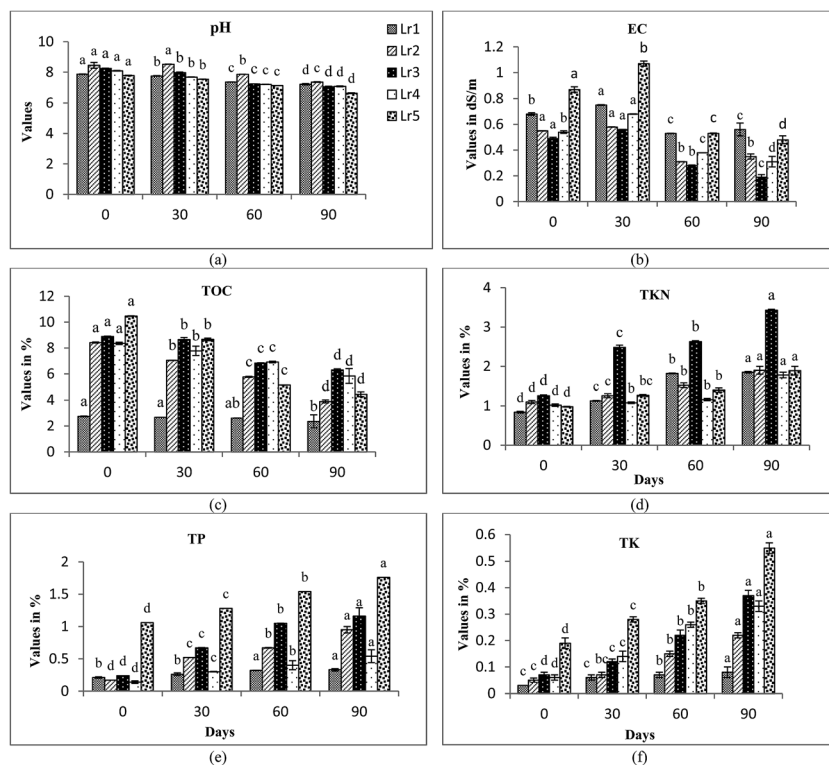 pH
Values
10
8
6
4
2
0
a a a a a
b a b b b
c b c c c
d c d d d
0 30 60 90
Lr1
Lr2
Lr3
Lr4
Lr5
(a)
EC
Values in dS/m
1.2
1
0.8
0.6
0.4
0.2
0
b a a b a
a a a a b
c b b c c
c b c d d
0 30 60 90
(b)
TOC
Values in %
12
10
8
6
4
2
0
a a a a a
a b b b b
ab c c c c
b d d d d
0 30 60 90
(c)
TKN
Values in %
4
3
2
1
0
d d d d d
c c c b bc
b b b b b
a a a a a
0 30 60 90
Days
(d)
TP
Values in %
2
1.5
1
0.5
0
b d d d d
b c c c c
a b b b b
a a a a a
0 30 60 90
Days
(e)
TK
Values in %
0.6
0.5
0.4
0.3
0.2
0.1
0
c c d d d
c bc c c c
b b b b b
a a a a a
0 30 60 90
Days
(f)